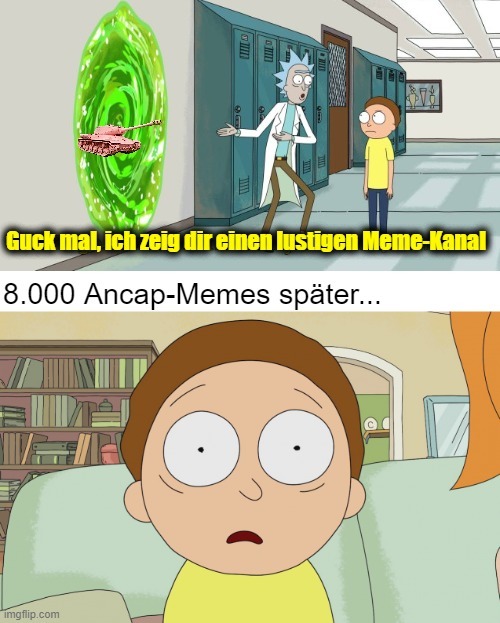 Guck mal, ich zeig dir einen lustigen Meme-Kanal
8.000 Ancap-Memes später...
imgflip.com